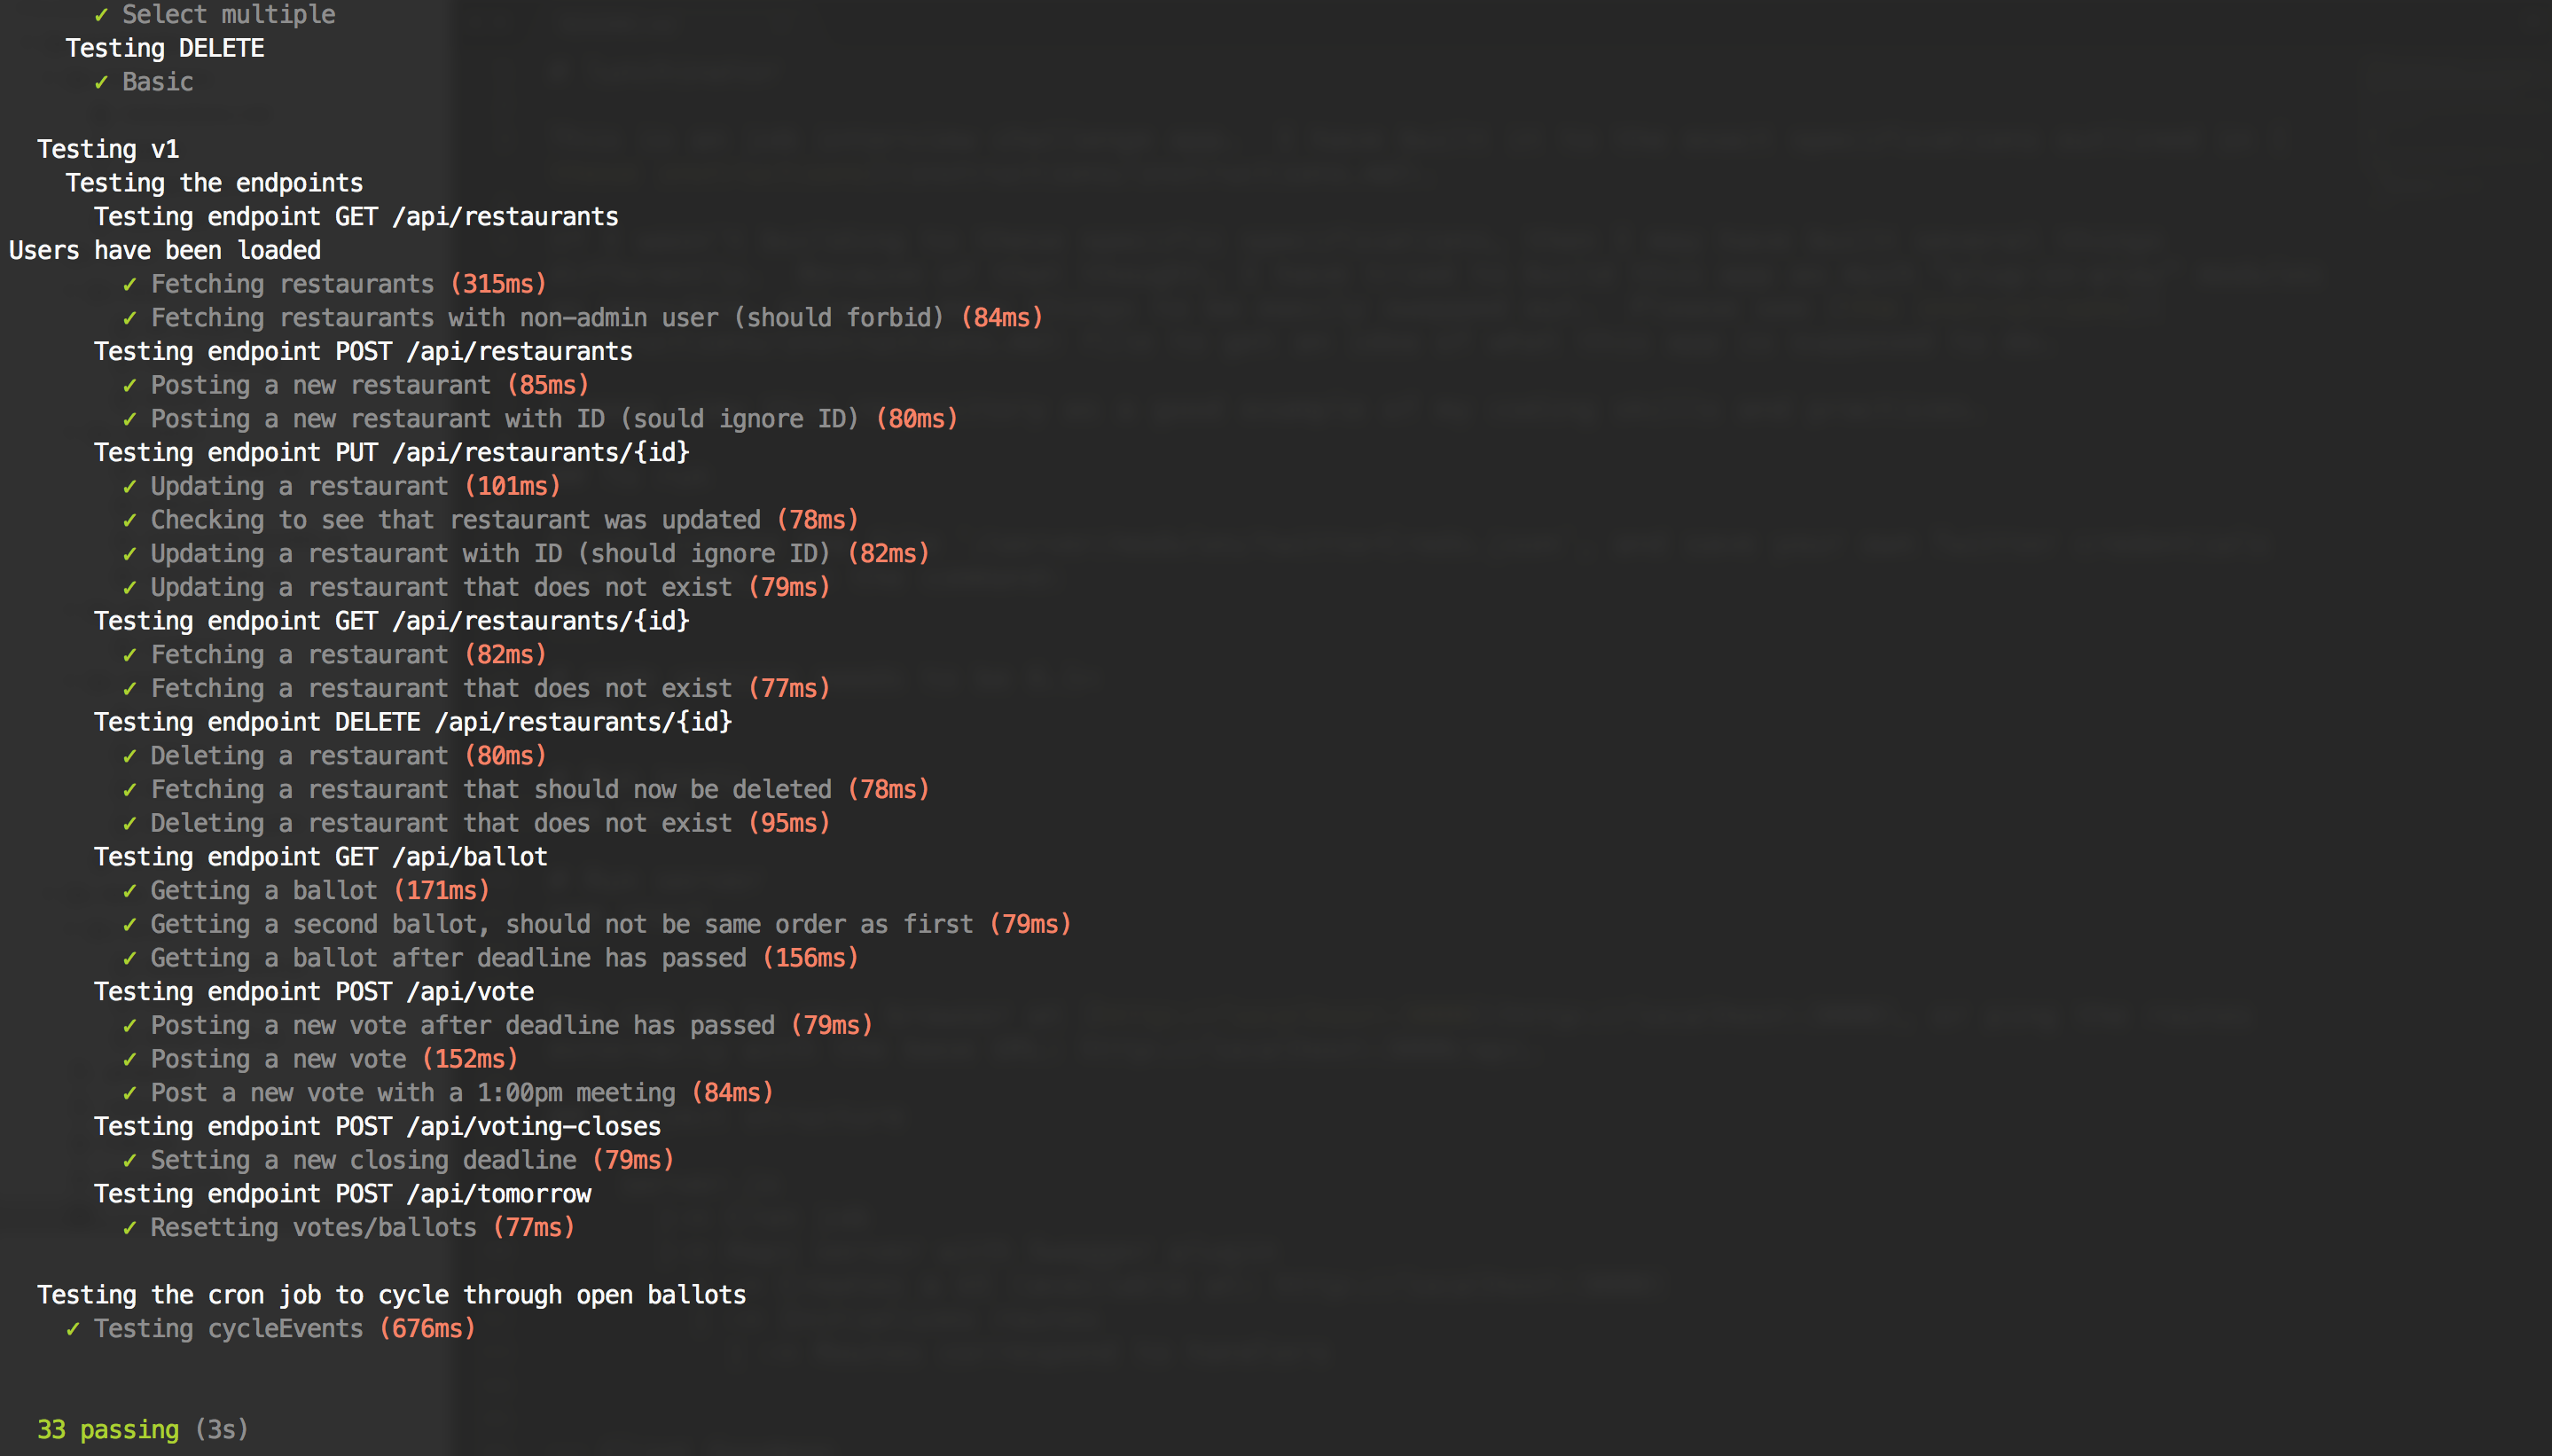 ✓ Select multiple
Testing DELETE
✓ Basic
Testing v1
Testing the endpoints
Testing endpoint GET /api/restaurants
Users have been loaded
✓ Fetching restaurants (315ms)
✓ Fetching restaurants with non-admin user (should forbid) (84ms)
Testing endpoint POST /api/restaurants
✓ Posting a new restaurant (85ms)
✓ Posting a new restaurant with ID (sould ignore ID) (80ms)
Testing endpoint PUT /api/restaurants/{id}
✓ Updating a restaurant (101ms)
✓ Checking to see that restaurant was updated (78ms)
✓ Updating a restaurant with ID (should ignore ID) (82ms)
✓ Updating a restaurant that does not exist (79ms)
Testing endpoint GET /api/restaurants/{id}
✓ Fetching a restaurant (82ms)
✓ Fetching a restaurant that does not exist (77ms)
Testing endpoint DELETE /api/restaurants/{id}
✓ Deleting a restaurant (80ms)
✓ Fetching a restaurant that should now be deleted (78ms)
✓ Deleting a restaurant that does not exist (95ms)
Testing endpoint GET /api/ballot
✓ Getting a ballot (171ms)
✓ Getting a second ballot, should not be same order as first (79ms)
✓ Getting a ballot after deadline has passed (156ms)
Testing endpoint POST /api/vote
✓ Posting a new vote after deadline has passed (79ms)
✓ Posting a new vote (152ms)
✓ Post a new vote with a 1:00pm meeting (84ms)
Testing endpoint POST /api/voting-closes
✓ Setting a new closing deadline (79ms)
Testing endpoint POST /api/tomorrow
✓ Resetting votes/ballots (77ms)
Testing the cron job to cycle through open ballots
✓ Testing cycleEvents (676ms)
33 passing (3s)